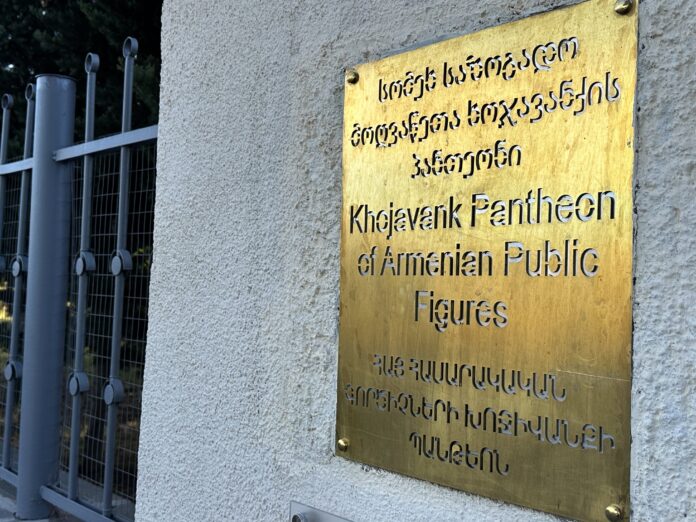 სომეხ საზოგადო
მოღვაწეთა ხოჯავანქის
პანთეონი
Khojavank Pantheon
of Armenian Public
Figures
ՀԱՅ ՀԱՍԱՐԱԿԱԿԱՆ
ԳՈՐԾԻՉՆԵՐԻ ԽՈՋԻՎԱՆՔԻ
ՊԱՆԹԵՈՆ